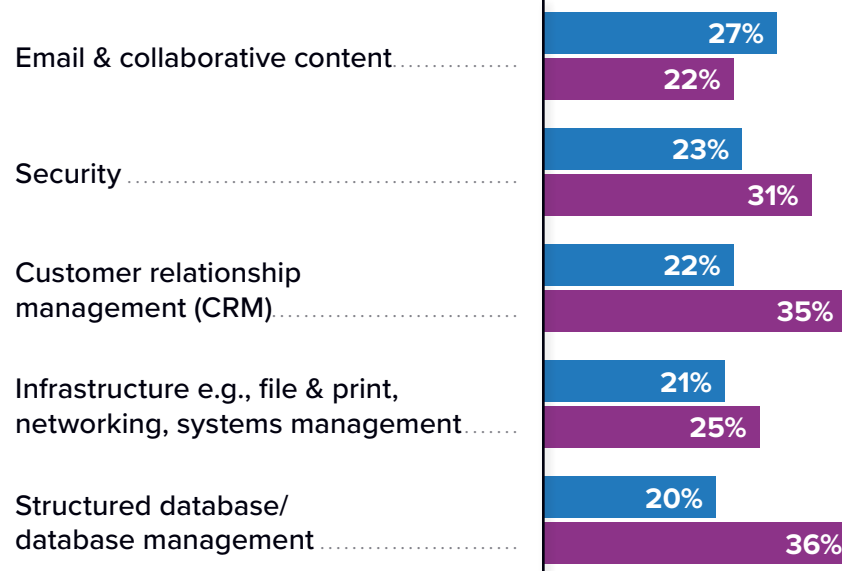 27%
Email & collaborative content
22%
23%
Security
31%
Customer relationship
22%
management (CRM)
35%
Infrastructure e.g., file & print,
21%
networking, systems management
25%
Structured database/
20%
database management
36%